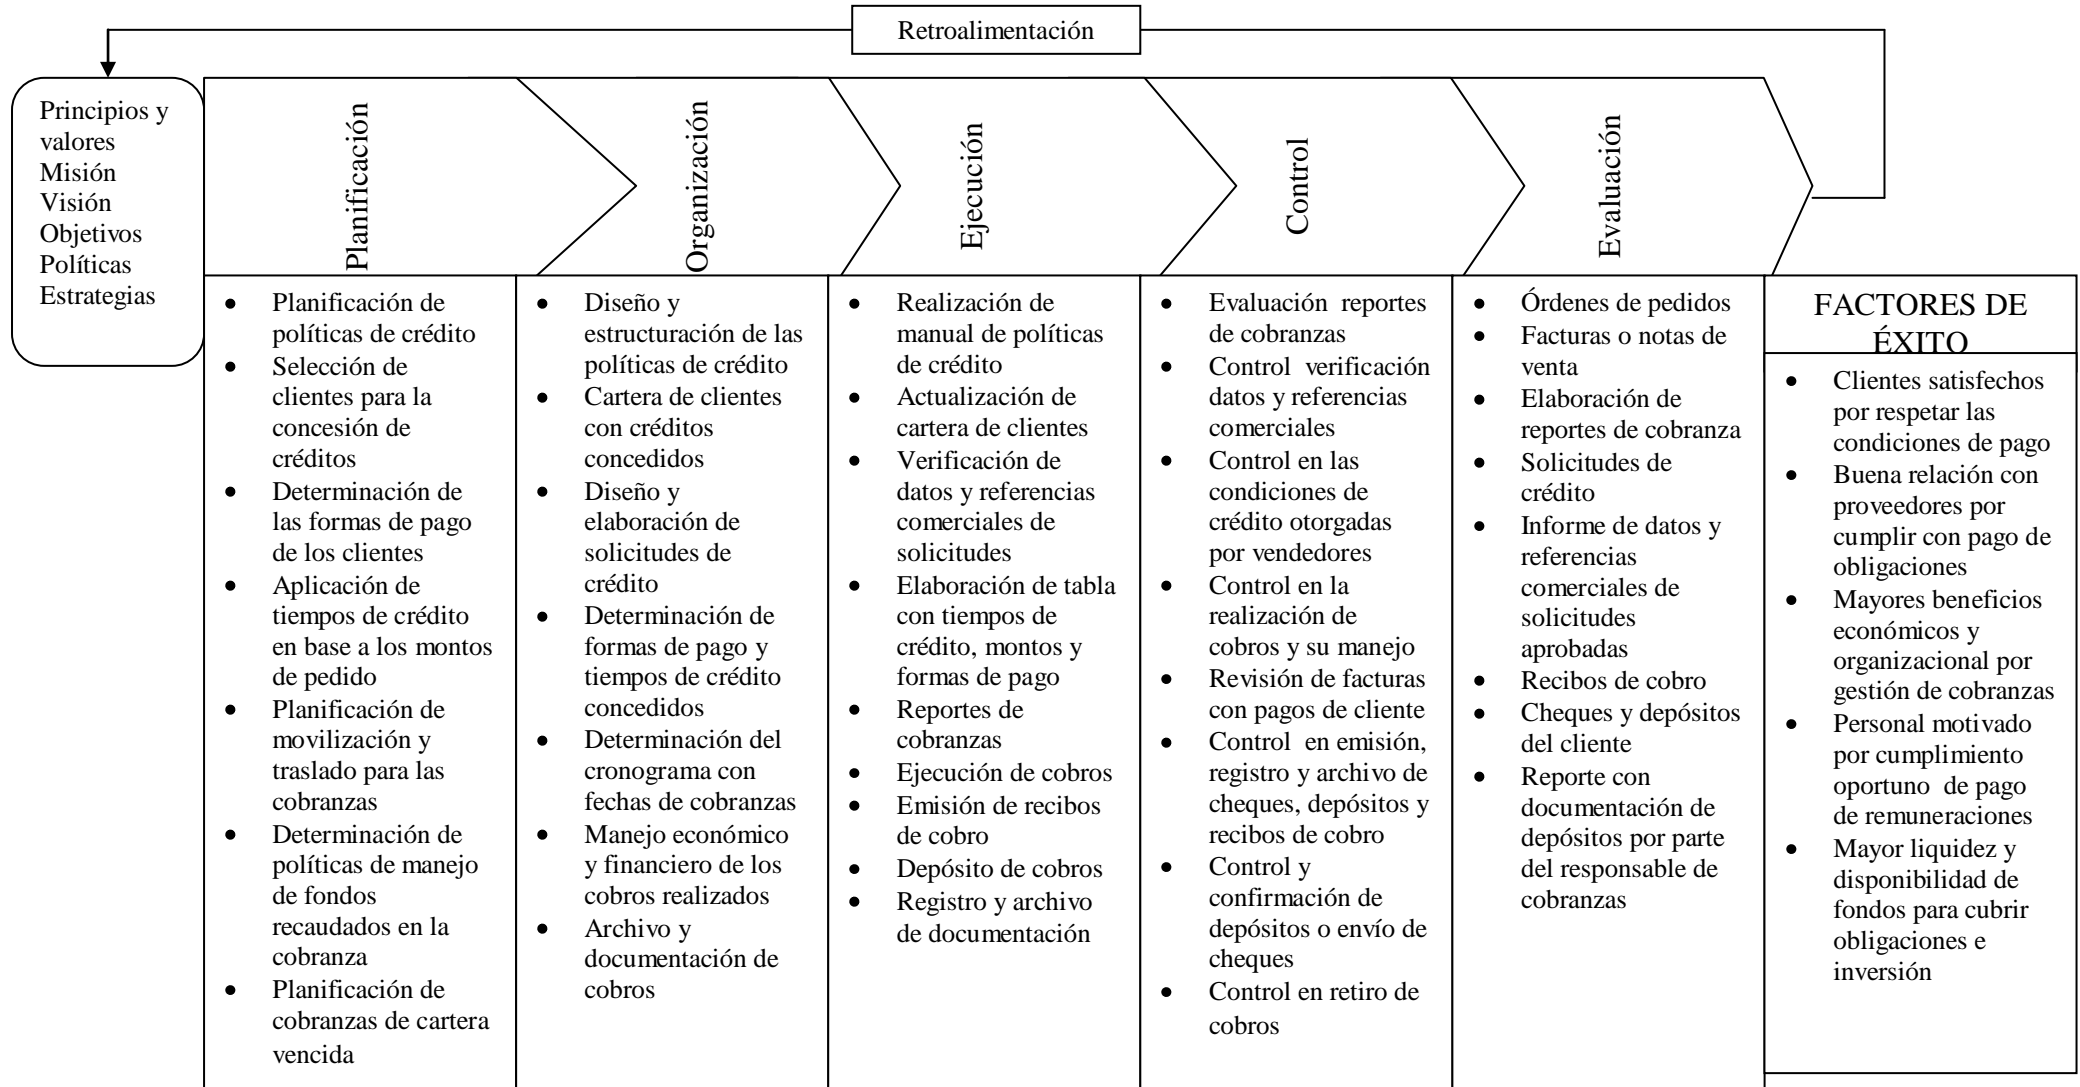 Retroalimentación
Principios y
valores
Misión
Visión
Objetivos
Políticas
Estrategias
Planificación
Organización
Ejecución
Control
Evaluación
• Planificación de
políticas de crédito
• Selección de
clientes para la
concesión de
créditos
• Determinación de
las formas de pago
de los clientes
• Aplicación de
tiempos de crédito
en base a los montos
de pedido
• Planificación de
movilización y
traslado para las
cobranzas
• Determinación de
políticas de manejo
de fondos
recaudados en la
cobranza
• Planificación de
cobranzas de cartera
vencida
• Diseño y
estructuración de las
políticas de crédito
• Cartera de clientes
con créditos
concedidos
• Diseño y
elaboración de
solicitudes de
crédito
• Determinación de
formas de pago y
tiempos de crédito
concedidos
• Determinación del
cronograma con
fechas de cobranzas
• Manejo económico
y financiero de los
cobros realizados
• Archivo y
documentación de
cobros
• Realización de
manual de políticas
de crédito
• Actualización de
cartera de clientes
• Verificación de
datos y referencias
comerciales de
solicitudes
• Elaboración de tabla
con tiempos de
crédito, montos y
formas de pago
• Reportes de
cobranzas
• Ejecución de cobros
• Emisión de recibos
de cobro
• Depósito de cobros
• Registro y archivo
de documentación
• Evaluación reportes
de cobranzas
• Control verificación
datos y referencias
comerciales
• Control en las
condiciones de
crédito otorgadas
por vendedores
• Control en la
realización de
cobros y su manejo
• Revisión de facturas
con pagos de cliente
• Control en emisión,
registro y archivo de
cheques, depósitos y
recibos de cobro
• Control y
confirmación de
depósitos o envío de
cheques
• Control en retiro de
cobros
• Órdenes de pedidos
• Facturas o notas de
venta
• Elaboración de
reportes de cobranza
• Solicitudes de
crédito
• Informe de datos y
referencias
comerciales de
solicitudes
aprobadas
• Recibos de cobro
• Cheques y depósitos
del cliente
• Reporte con
documentación de
depósitos por parte
del responsable de
cobranzas
FACTORES DE
ÉXITO
• Clientes satisfechos
por respetar las
condiciones de pago
• Buena relación con
proveedores por
cumplir con pago de
obligaciones
• Mayores beneficios
económicos y
organizacional por
gestión de cobranzas
• Personal motivado
por cumplimiento
oportuno de pago
de remuneraciones
• Mayor liquidez y
disponibilidad de
fondos para cubrir
obligaciones e
inversión